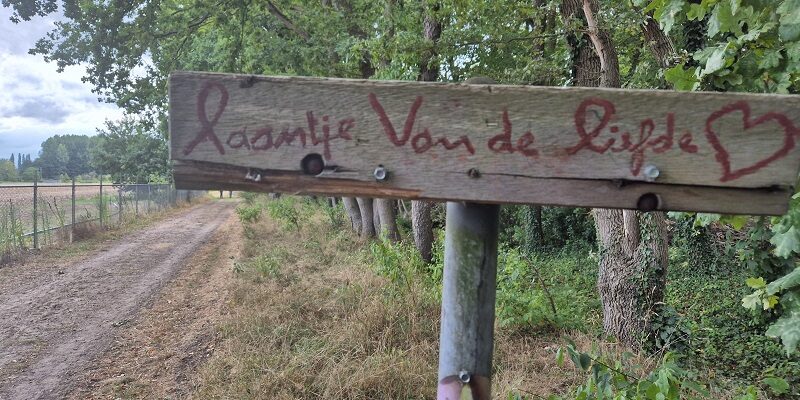 laantje Van de liefde